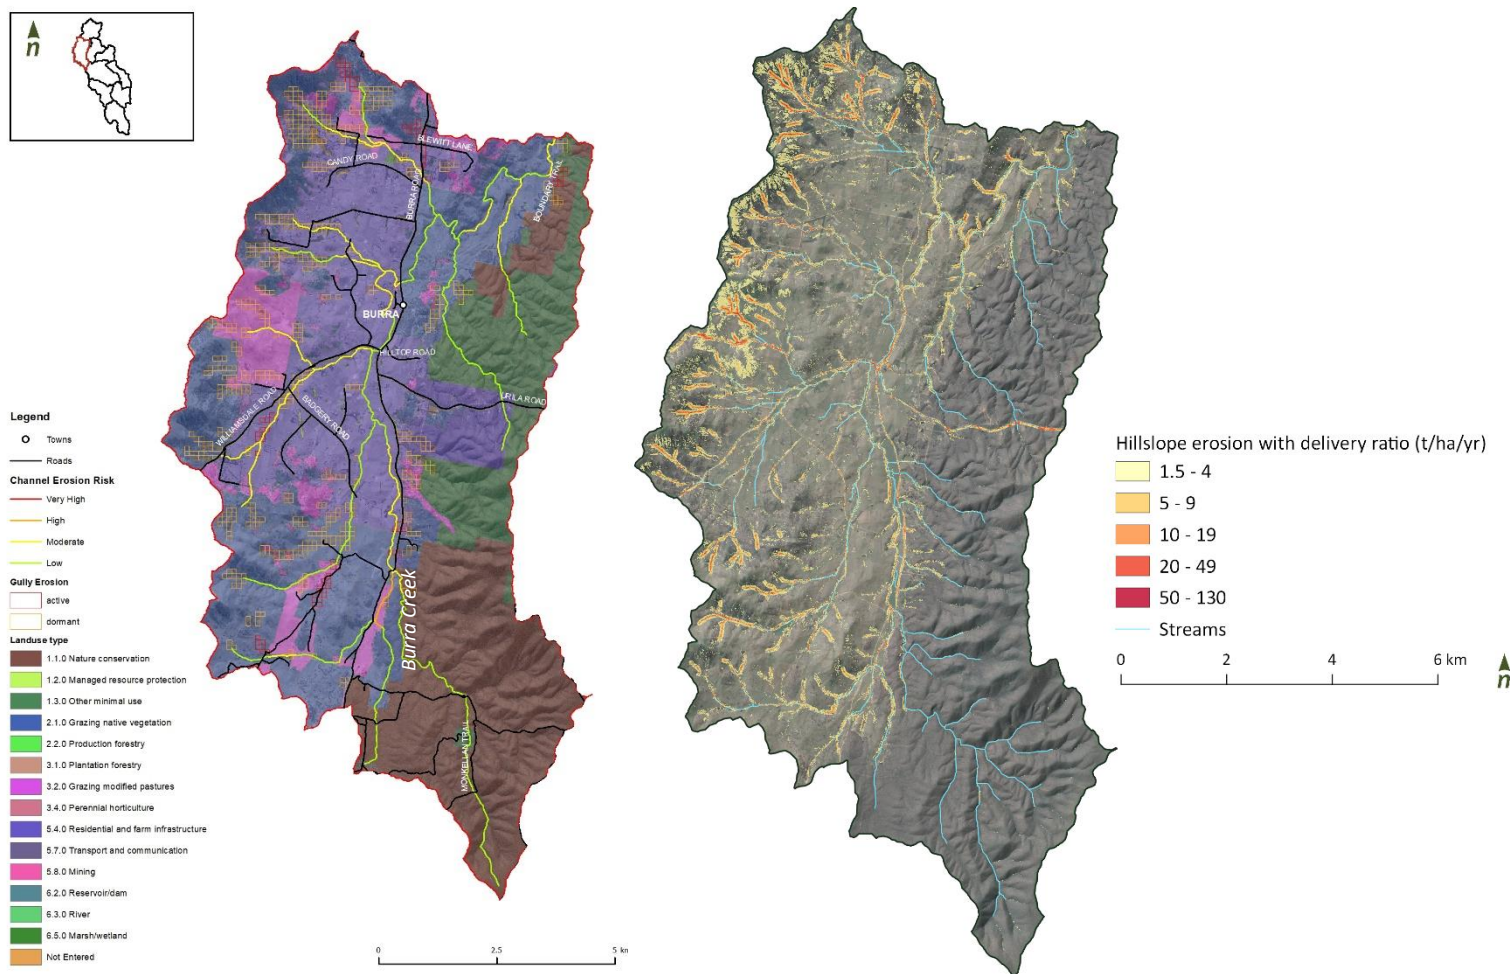 n
BLEWITT LANE
CANDY ROAD
BURRA ROAD
BOUNDARY TRAIL
BURRA
HILLTOP ROAD
URILA ROAD
WILLIAMSDALE ROAD
BADGERY ROAD
Burra Creek
MONKELLAN TRAIL
Legend
Towns
Roads
Channel Erosion Risk
Very High
High
Moderate
Low
Gully Erosion
active
dormant
Landuse type
1.1.0 Nature conservation
1.2.0 Managed resource protection
1.3.0 Other minimal use
2.1.0 Grazing native vegetation
2.2.0 Production forestry
3.1.0 Plantation forestry
3.2.0 Grazing modified pastures
3.4.0 Perennial horticulture
5.4.0 Residential and farm infrastructure
5.7.0 Transport and communication
5.8.0 Mining
6.2.0 Reservoir/dam
6.3.0 River
6.5.0 Marsh/wetland
Not Entered
0 2.5 5 km
Hillslope erosion with delivery ratio (t/ha/yr)
1.5 - 4
5 - 9
10 - 19
20 - 49
50 - 130
Streams
0 2 4 6 km
n